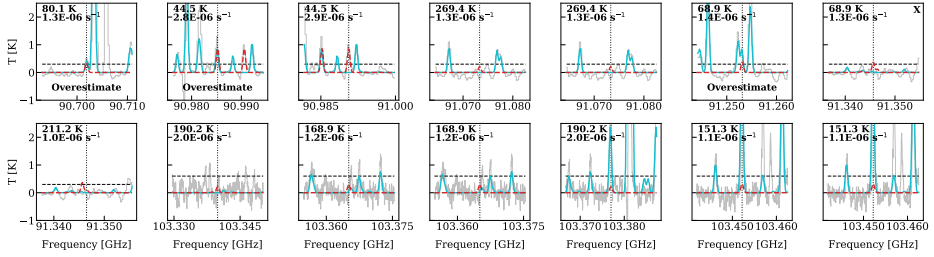 80.1 K
1.3E-06 s⁻¹
Overestimate
44.5 K
2.8E-06 s⁻¹
Overestimate
44.5 K
2.9E-06 s⁻¹
269.4 K
1.3E-06 s⁻¹
269.4 K
1.3E-06 s⁻¹
68.9 K
1.4E-06 s⁻¹
Overestimate
68.9 K
1.3E-06 s⁻¹
X
T [K]
2
1
0
−1
90.700 90.710
90.980 90.990
90.985 91.000
91.070 91.080
91.070 91.080
91.250 91.260
91.340 91.350
211.2 K
1.0E-06 s⁻¹
190.2 K
2.0E-06 s⁻¹
168.9 K
1.2E-06 s⁻¹
168.9 K
1.2E-06 s⁻¹
190.2 K
2.0E-06 s⁻¹
151.3 K
1.1E-06 s⁻¹
151.3 K
1.1E-06 s⁻¹
T [K]
2
1
0
−1
91.340 91.350
103.330 103.345
103.360 103.375
103.360 103.375
103.370 103.380
103.450 103.460
103.450 103.460
Frequency [GHz]
Frequency [GHz]
Frequency [GHz]
Frequency [GHz]
Frequency [GHz]
Frequency [GHz]
Frequency [GHz]